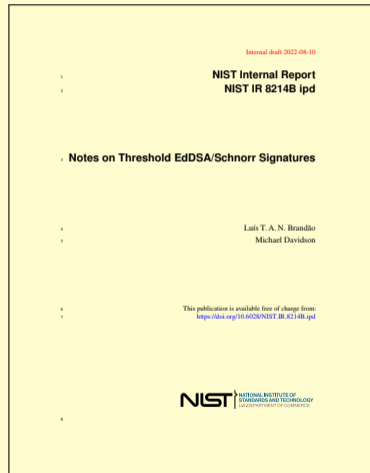 Internal draft 2022-08-10
1 NIST Internal Report
2 NIST IR 8214B ipd
3 Notes on Threshold EdDSA/Schnorr Signatures
4 Luís T. A. N. Brandão
5 Michael Davidson
6 This publication is available free of charge from:
7 https://doi.org/10.6028/NIST.IR.8214B.ipd
NIST NATIONAL INSTITUTE OF
STANDARDS AND TECHNOLOGY
U.S. DEPARTMENT OF COMMERCE
8